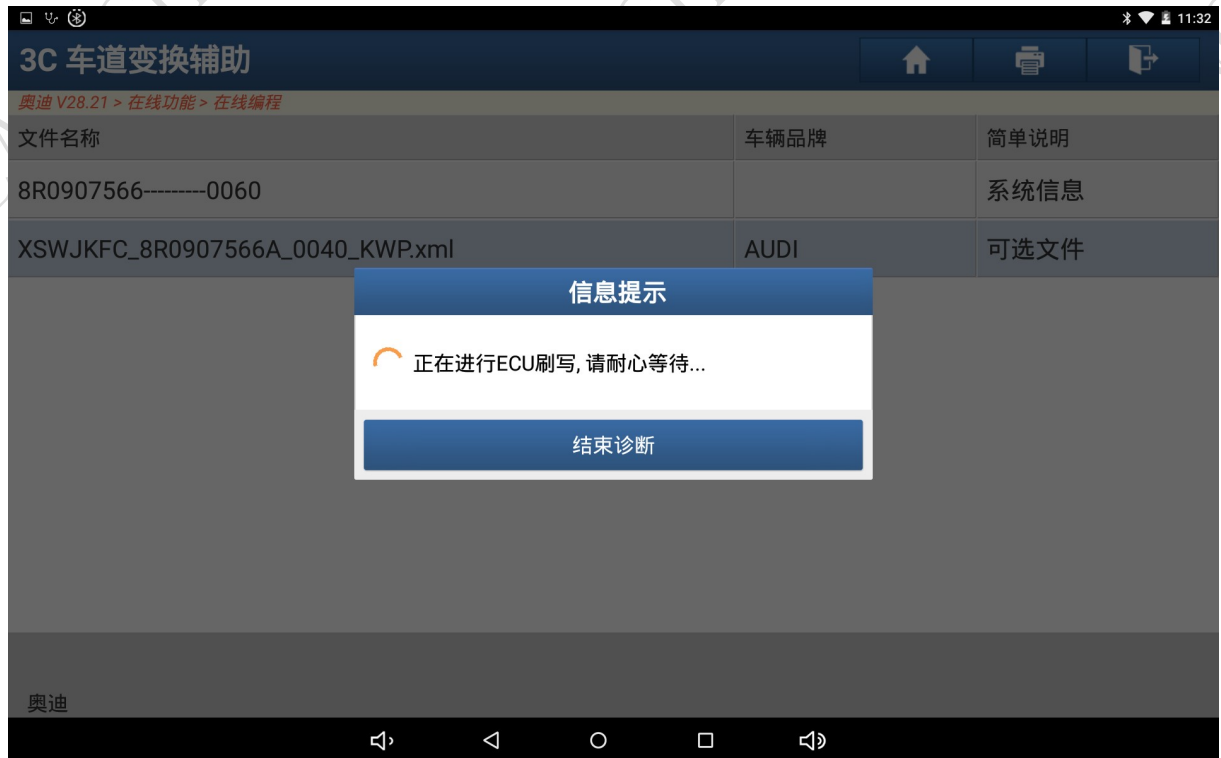 11:32
3C 车道变换辅助
奥迪 V28.21 > 在线功能 > 在线编程
文件名称 车辆品牌 简单说明
8R0907566---------0060 系统信息
XSWJKFC_8R0907566A_0040_KWP.xml AUDI 可选文件
信息提示
正在进行ECU刷写, 请耐心等待...
结束诊断
奥迪